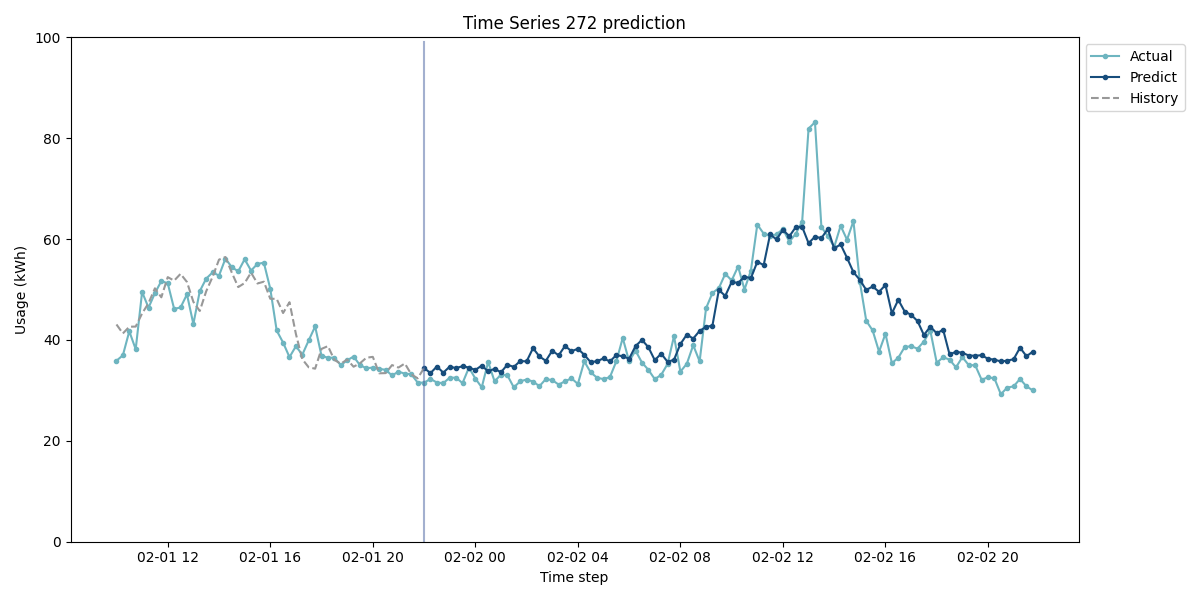 Time Series 272 prediction
100
80
60
40
20
0
Usage (kWh)
02-01 12
02-01 16
02-01 20
02-02 00
02-02 04
02-02 08
02-02 12
02-02 16
02-02 20
Time step
Actual
Predict
History